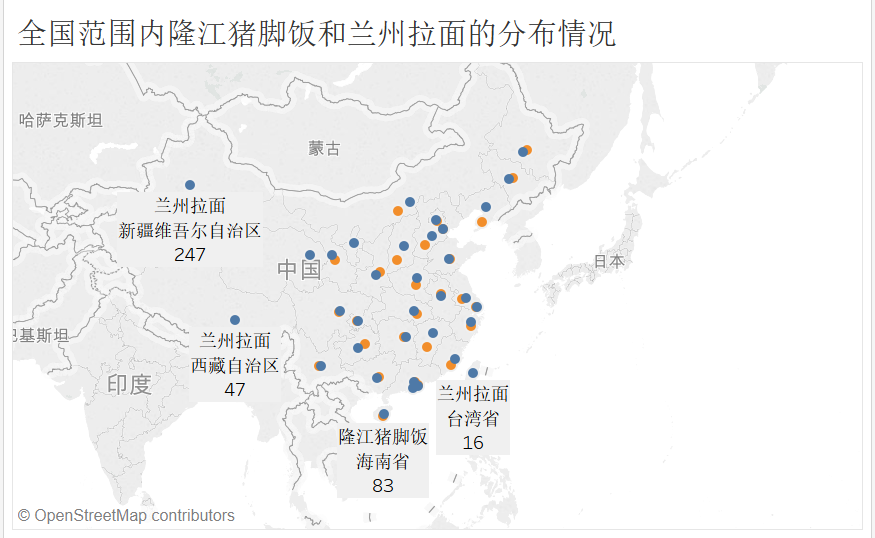 全国范围内隆江猪脚饭和兰州拉面的分布情况
哈萨克斯坦
蒙古
兰州拉面
新疆维吾尔自治区
247
中国
日本
巴基斯坦
兰州拉面
西藏自治区
47
印度
兰州拉面
台湾省
16
隆江猪脚饭
海南省
83
© OpenStreetMap contributors